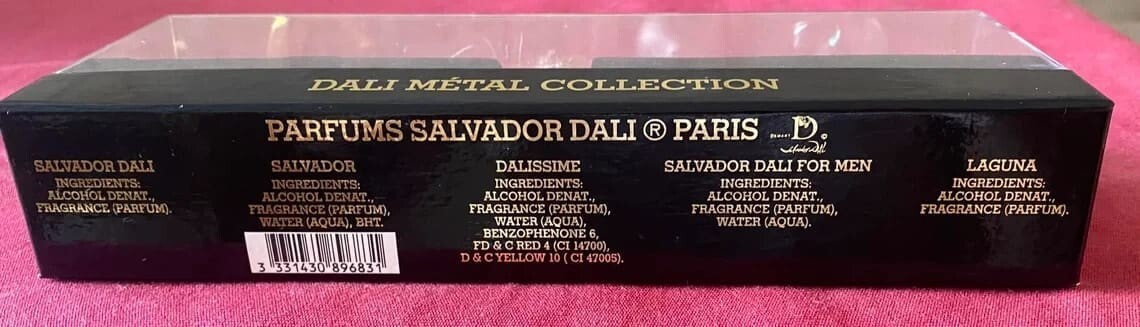 DALI MÉTAL COLLECTION
PARFUMS SALVADOR DALI ® PARIS
SALVADOR DALI
INGREDIENTS:
ALCOHOL DENAT.,
FRAGRANCE (PARFUM).
SALVADOR
INGREDIENTS:
ALCOHOL DENAT.,
FRAGRANCE (PARFUM),
WATER (AQUA), BHT.
3 331430 896831
DALISSIME
INGREDIENTS:
ALCOHOL DENAT.,
FRAGRANCE (PARFUM),
WATER (AQUA),
BENZOPHENONE 6,
FD & C RED 4 (CI 14700),
D & C YELLOW 10 ( CI 47005).
SALVADOR DALI FOR MEN
INGREDIENTS:
ALCOHOL DENAT.,
FRAGRANCE (PARFUM),
WATER (AQUA).
LAGUNA
INGREDIENTS:
ALCOHOL DENAT.,
FRAGRANCE (PARFUM).